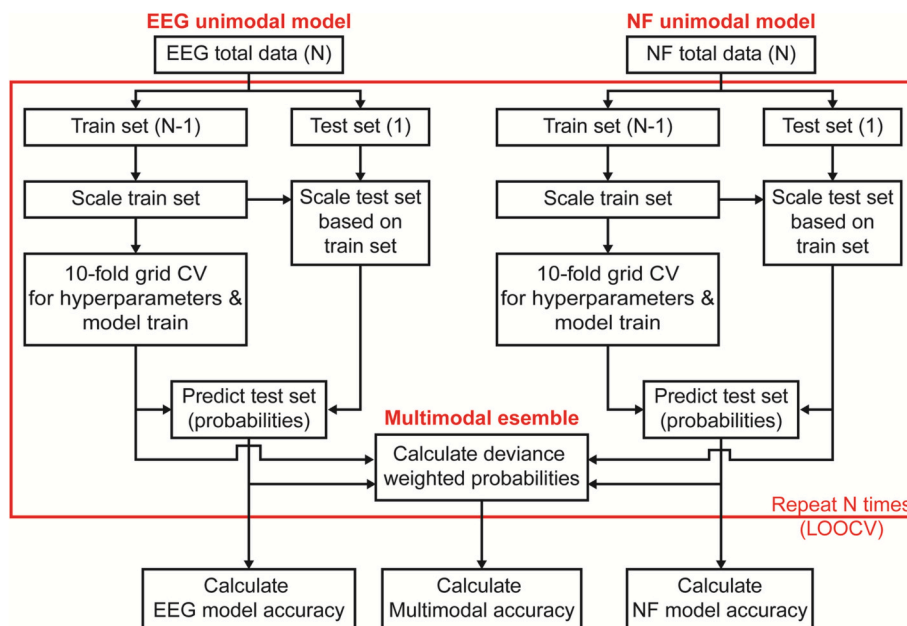 EEG unimodal model
NF unimodal model
EEG total data (N)
NF total data (N)
Train set (N-1)
Test set (1)
Train set (N-1)
Test set (1)
Scale train set
Scale test set
based on
train set
Scale train set
Scale test set
based on
train set
10-fold grid CV
for hyperparameters &
model train
10-fold grid CV
for hyperparameters &
model train
Predict test set
(probabilities)
Predict test set
(probabilities)
Multimodal esemble
Calculate deviance
weighted probabilities
Repeat N times
(LOOCV)
Calculate
EEG model accuracy
Calculate
Multimodal accuracy
Calculate
NF model accuracy